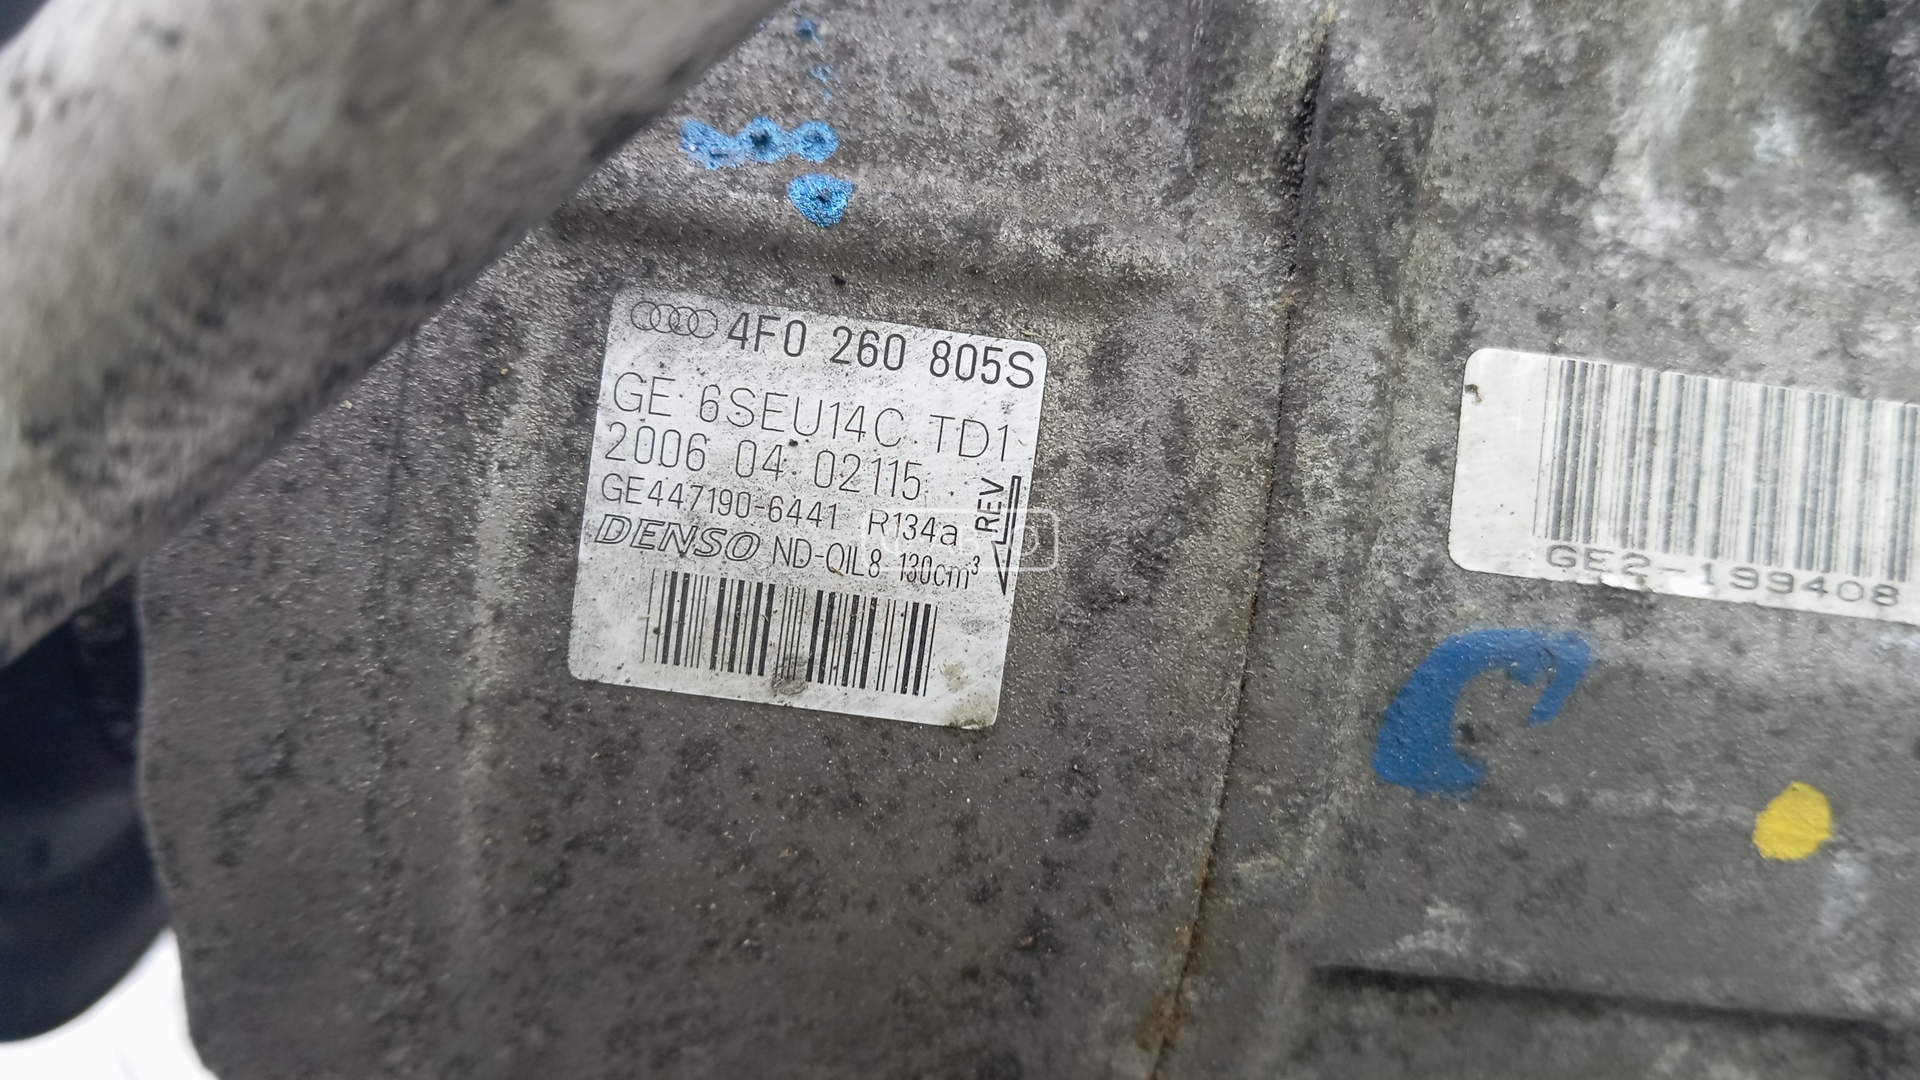 4F0 260 805S
GE 6SEU14C TD1
2006 04 02115
GE447190-6441 R134a
DENSO ND-OIL8 130cm³
REV
GE2-199408